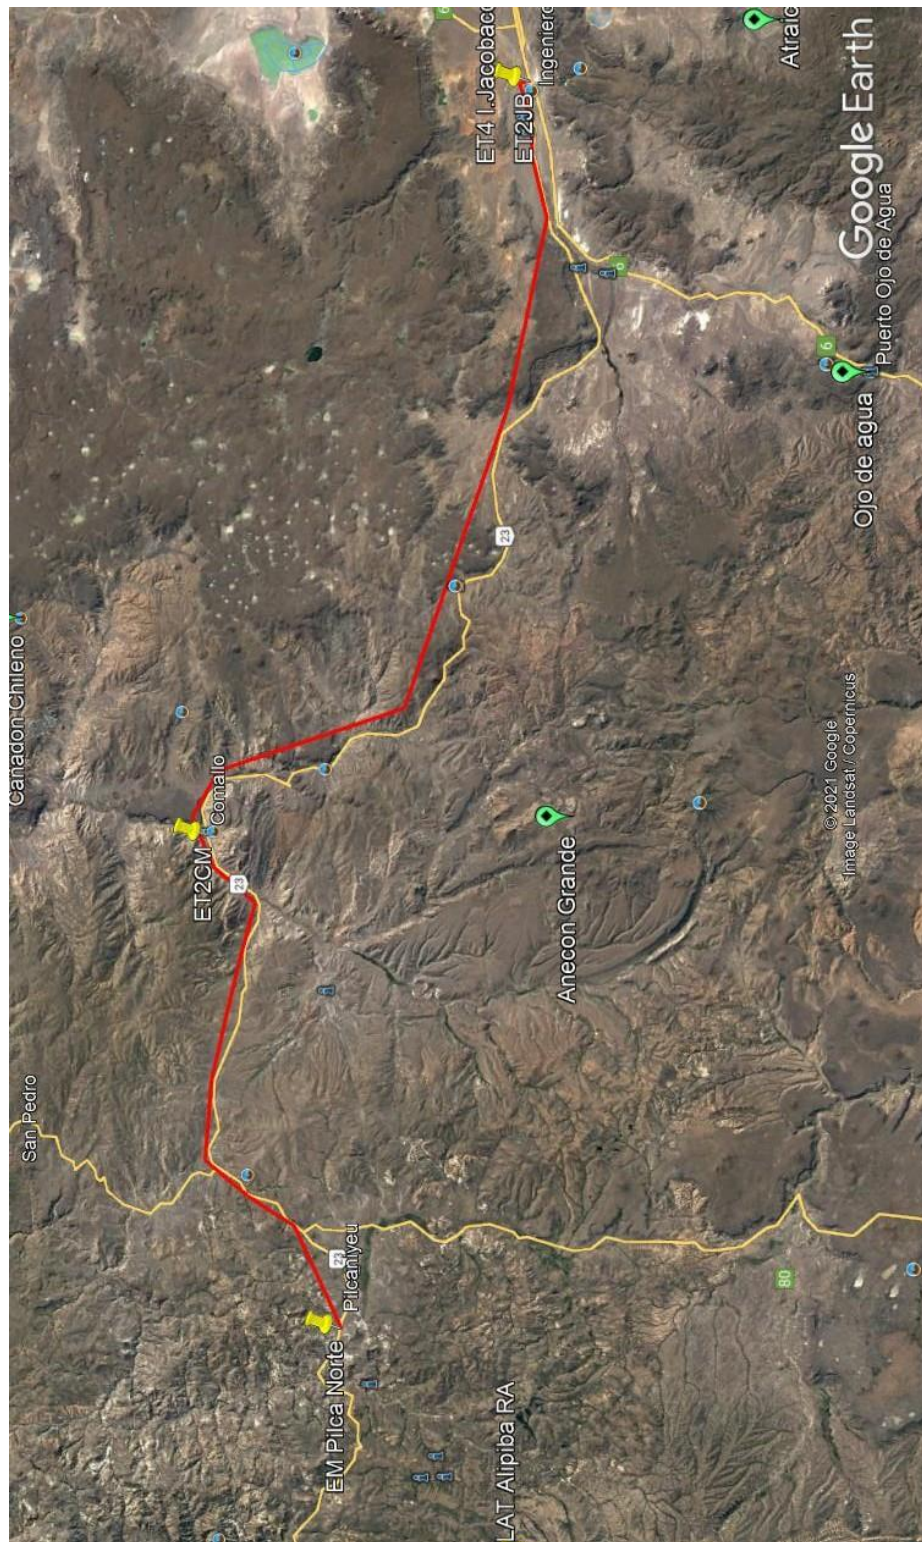 Canadon Chileno
San Pedro
ET2CM
Comallo
23
EM Pilca Norte
23
Pilcaniyeu
6
ET4 I.Jacobacc
LAT Alipiba RA
23
ET2JB
Ingeniero
Anecon Grande
6
80
Atraic
6
© 2021 Google
Image Landsat / Copernicus
Ojo de agua
Puerto Ojo de Agua
Google Earth